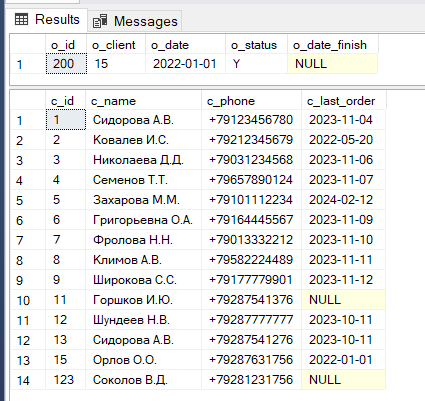 Results Messages
o_id o_client o_date o_status o_date_finish
1 200 15 2022-01-01 Y NULL
c_id c_name c_phone c_last_order
1 1 Сидорова А.В. +79123456780 2023-11-04
2 2 Ковалев И.С. +79212345679 2022-05-20
3 3 Николаева Д.Д. +79031234568 2023-11-06
4 4 Семенов Т.Т. +79657890124 2023-11-07
5 5 Захарова М.М. +79101112234 2024-02-12
6 6 Григорьевна О.А. +79164445567 2023-11-09
7 7 Фролова Н.Н. +79013332212 2023-11-10
8 8 Климов А.В. +79582224489 2023-11-11
9 9 Широкова С.С. +79177779901 2023-11-12
10 11 Горшков И.Ю. +79287541376 NULL
11 12 Шундеев Н.В. +79287777777 2023-10-11
12 13 Сидорова А.В. +79287541276 2023-10-11
13 15 Орлов О.О. +79287631756 2022-01-01
14 123 Соколов В.Д. +79281231756 NULL